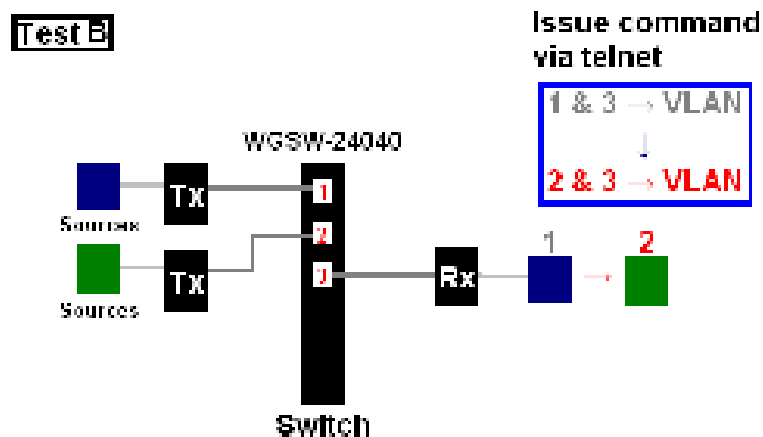 Test B
Issue command
via telnet
1 & 3 → VLAN
↓
2 & 3 → VLAN
WGSW-24040
Tx
1
Sources
2
Tx
3
Sources
Rx
1
→
2
Switch